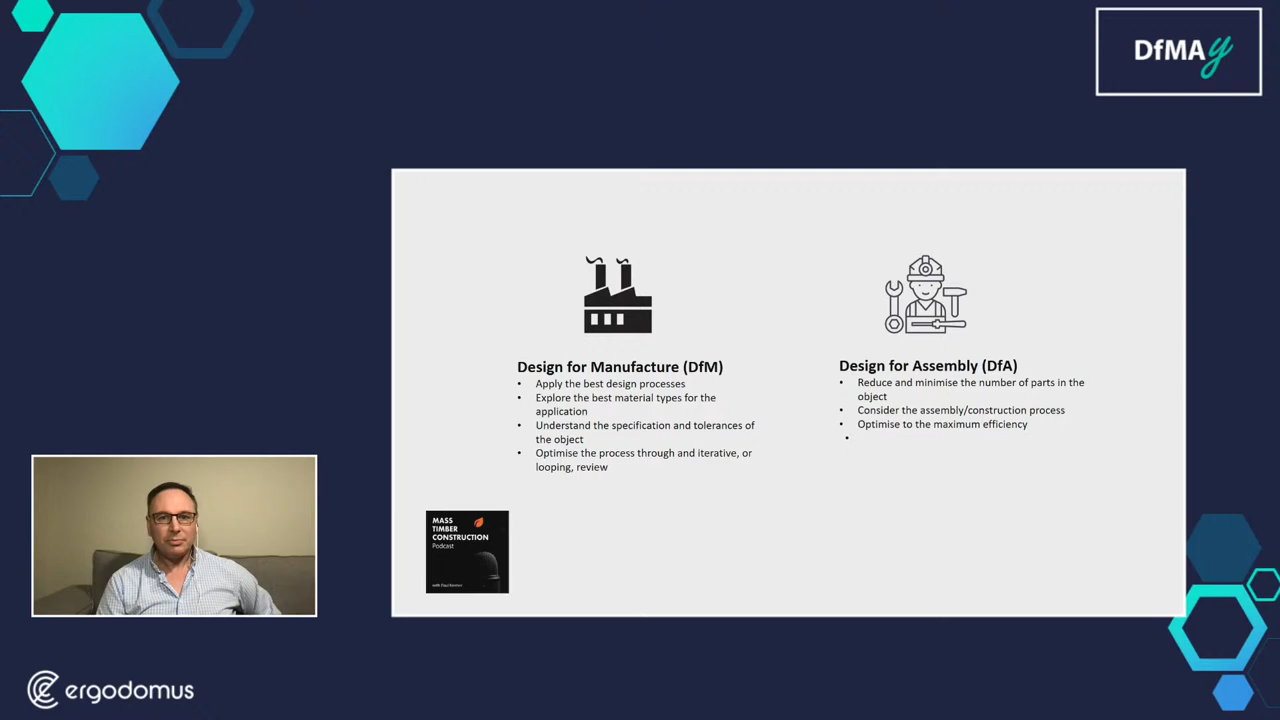 DfMAy
Design for Manufacture (DfM)
• Apply the best design processes
• Explore the best material types for the
application
• Understand the specification and tolerances of
the object
• Optimise the process through and iterative, or
looping, review
Design for Assembly (DfA)
• Reduce and minimise the number of parts in the
object
• Consider the assembly/construction process
• Optimise to the maximum efficiency
•
MASS
TIMBER
CONSTRUCTION
Podcast
with Paul Kremer
ergodomus